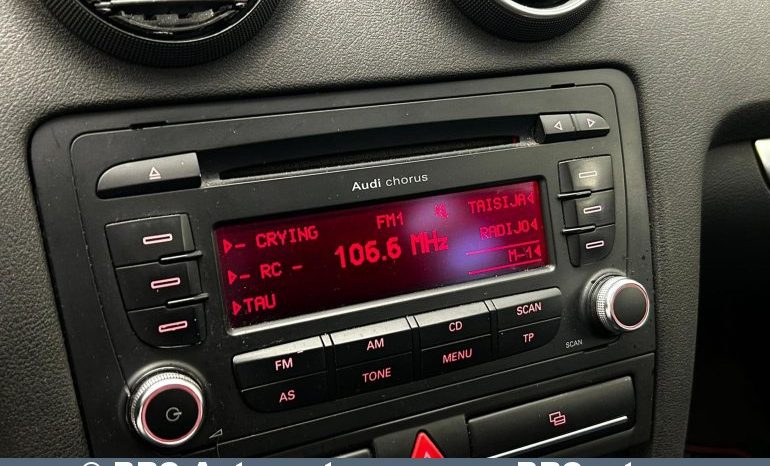 Audi chorus
FM1
▷- CRYING
TAISIJA◁
106.6 MHz
▷- RC -
RADIJO◁
▶TAU
M-1◀
FM
AM
CD
SCAN
AS
TONE
MENU
TP
SCAN